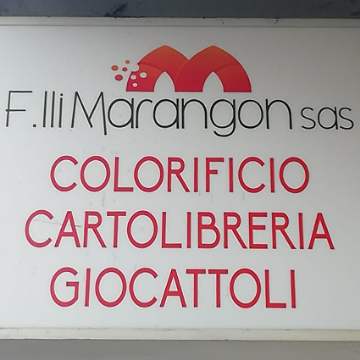 F.lli Marangon sas
COLORIFICIO
CARTOLIBRERIA
GIOCATTOLI